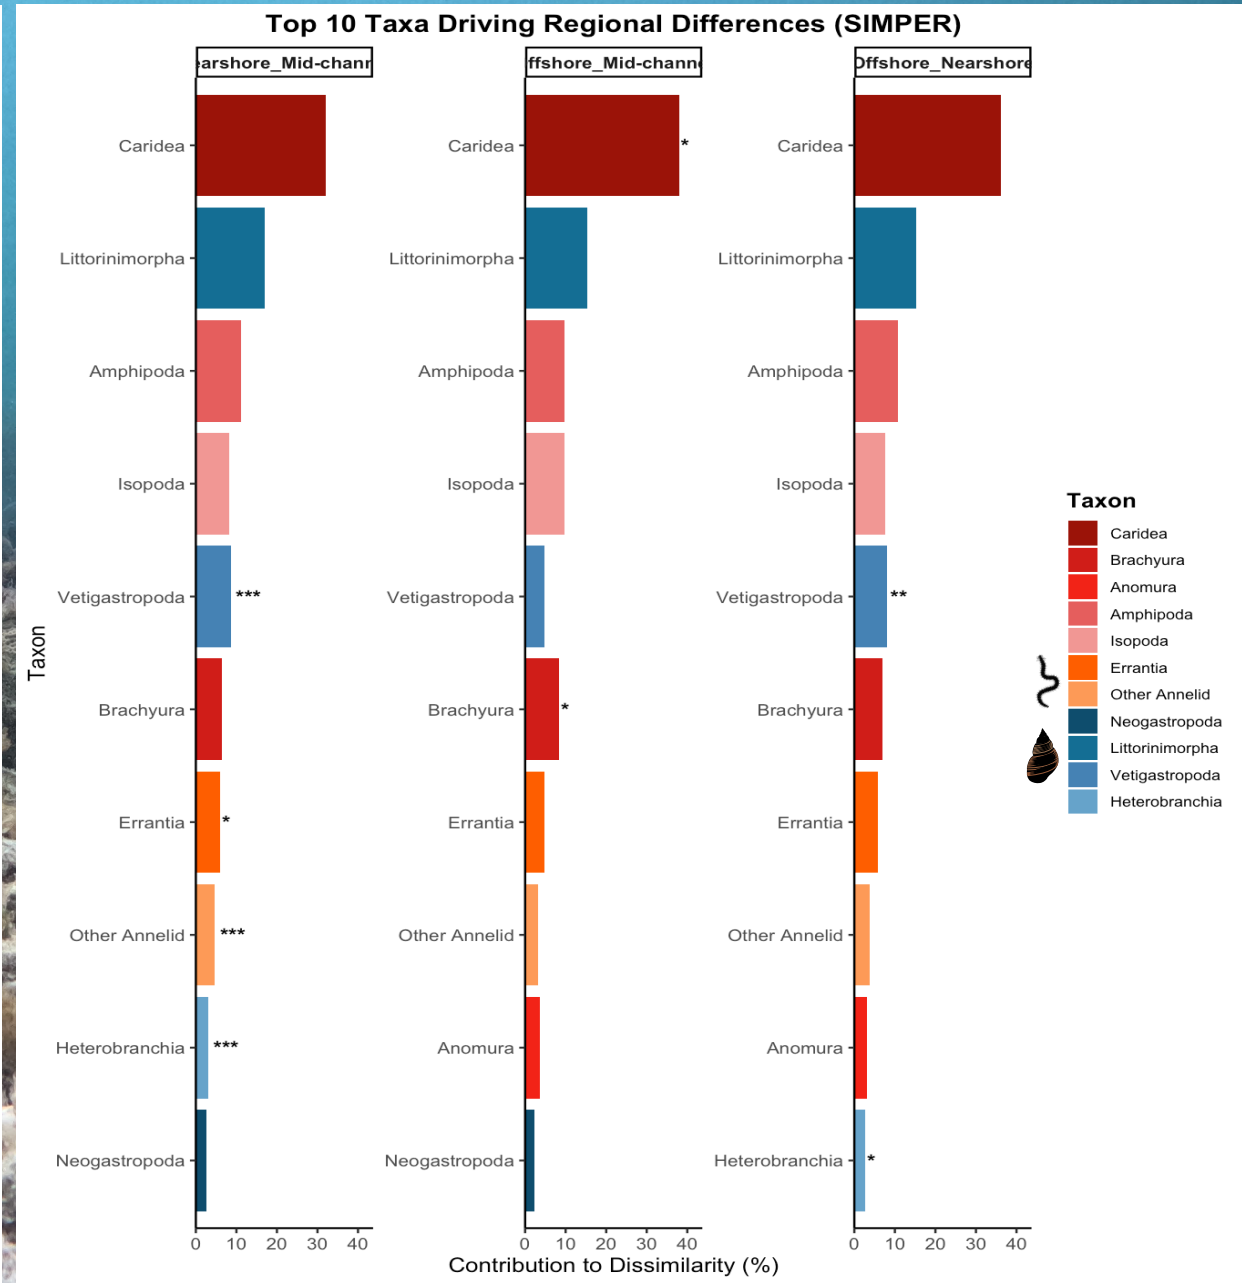 Top 10 Taxa Driving Regional Differences (SIMPER)
earshore_Mid-chann
ffshore_Mid-channe
Offshore_Nearshore
Taxon
Caridea
Littorinimorpha
Amphipoda
Isopoda
Vetigastropoda ***
Brachyura
Errantia *
Other Annelid ***
Heterobranchia ***
Neogastropoda
0 10 20 30 40
Caridea *
Littorinimorpha
Amphipoda
Isopoda
Vetigastropoda
Brachyura *
Errantia
Other Annelid
Anomura
Neogastropoda
0 10 20 30 40
Caridea
Littorinimorpha
Amphipoda
Isopoda
Vetigastropoda **
Brachyura
Errantia
Other Annelid
Anomura
Heterobranchia *
0 10 20 30 40
Contribution to Dissimilarity (%)
Taxon
Caridea
Brachyura
Anomura
Amphipoda
Isopoda
Errantia
Other Annelid
Neogastropoda
Littorinimorpha
Vetigastropoda
Heterobranchia